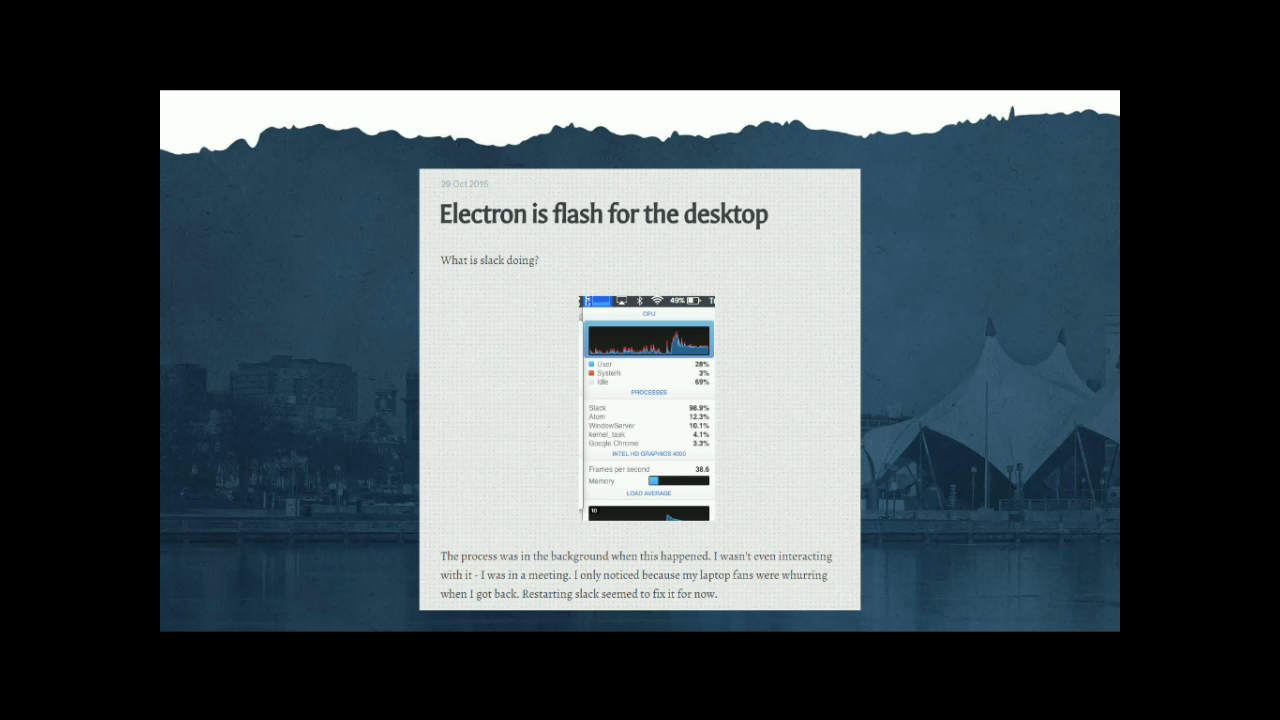 29 Oct 2016
Electron is flash for the desktop
What is slack doing?
49%
CPU
User 28%
System 3%
Idle 69%
PROCESSES
Slack 98.9%
Atom 12.3%
WindowServer 10.1%
kernel_task 4.1%
Google Chrome 3.3%
INTEL HD GRAPHICS 4000
Frames per second 38.6
Memory
LOAD AVERAGE
10
The process was in the background when this happened. I wasn't even interacting
with it - I was in a meeting. I only noticed because my laptop fans were whurring
when I got back. Restarting slack seemed to fix it for now.